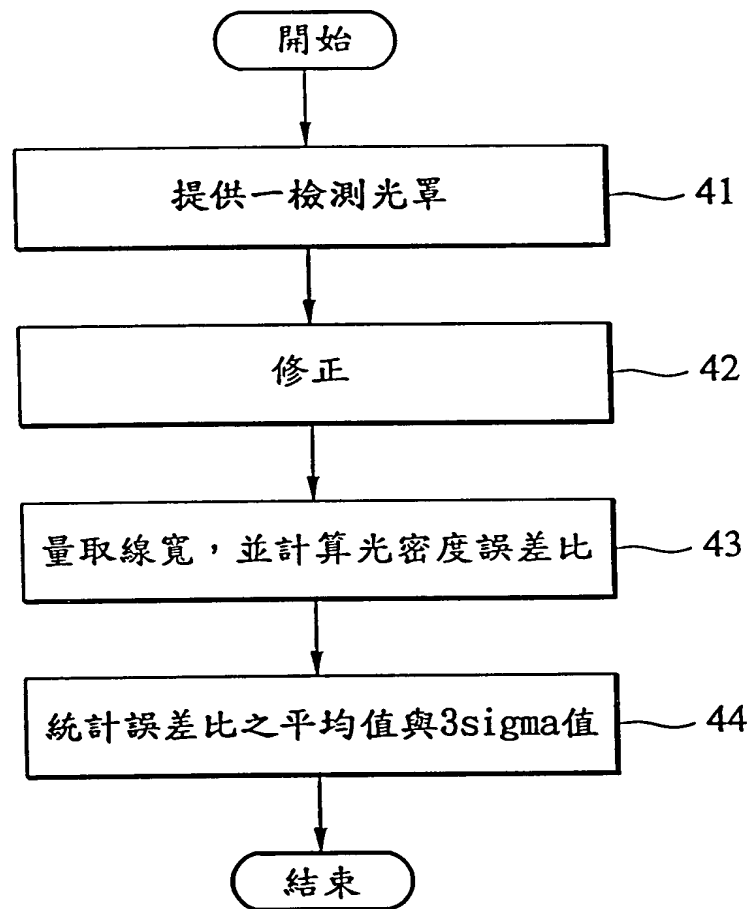 開始
提供一檢測光罩
41
修正
42
量取線寬，並計算光密度誤差比
43
統計誤差比之平均值與3sigma值
44
結束